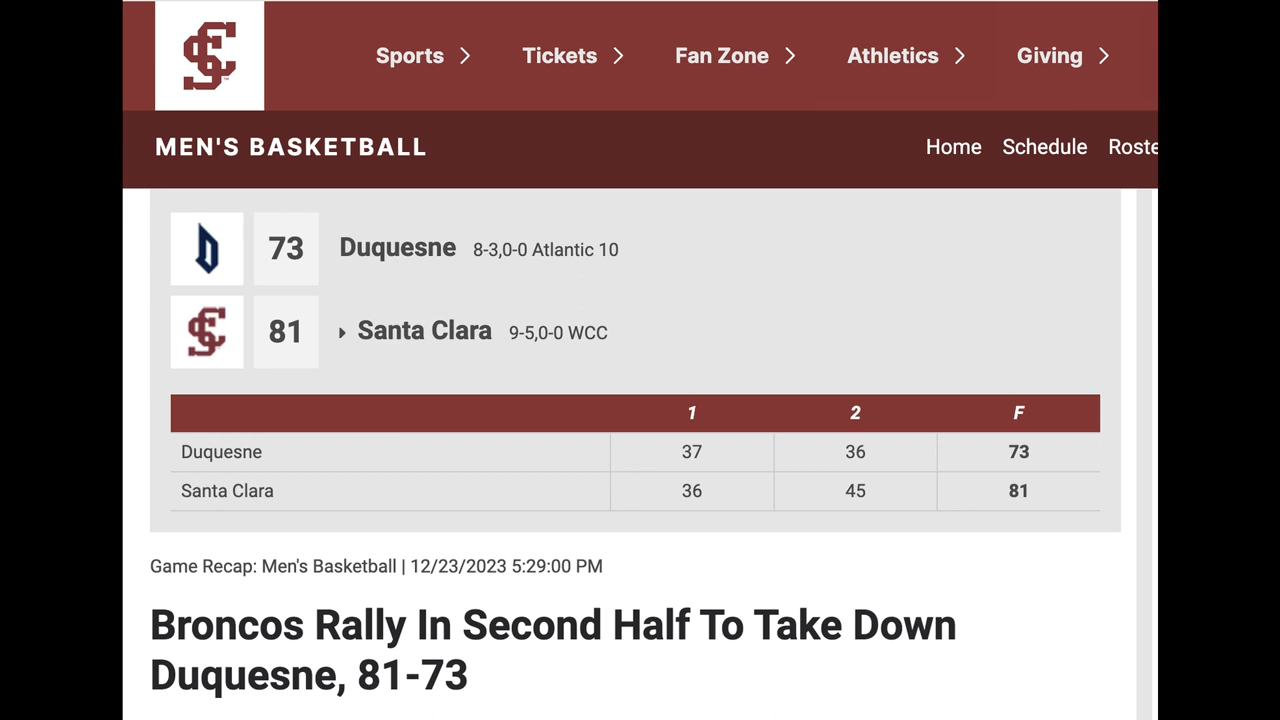 Sports Tickets Fan Zone Athletics Giving
MEN'S BASKETBALL Home Schedule Roste
73 Duquesne 8-3,0-0 Atlantic 10
81 Santa Clara 9-5,0-0 WCC
1 2 F
Duquesne 37 36 73
Santa Clara 36 45 81
Game Recap: Men's Basketball | 12/23/2023 5:29:00 PM
Broncos Rally In Second Half To Take Down
Duquesne, 81-73